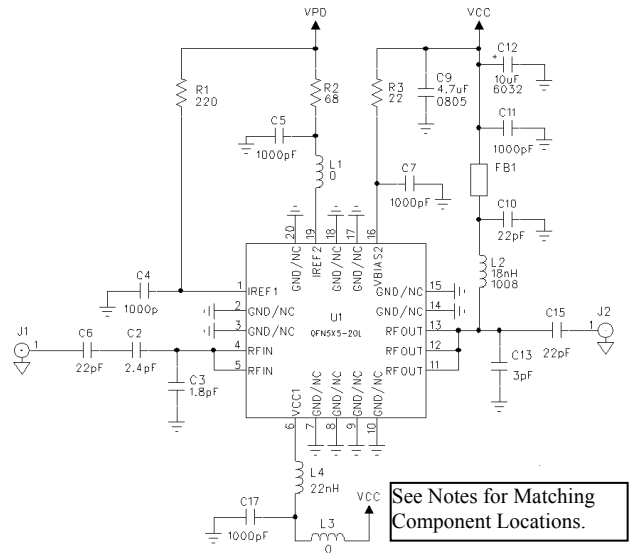 VPD
VCC
R1
220
R2
68
R3
22
C9
4.7uF
0805
+
C12
10uF
6032
C11
1000pF
C5
1000pF
FB1
L1
0
C7
1000pF
C10
22pF
L2
18nH
1008
20
19
18
17
16
GND/NC
IREF2
GND/NC
GND/NC
VBIAS2
C4
1000p
1
IREF1
2
GND/NC
3
GND/NC
4
RFIN
5
RFIN
U1
QFN5X5-20L
GND/NC
15
GND/NC
14
RFOUT
13
RFOUT
12
RFOUT
11
J1
1
C6
22pF
C2
2.4pF
C3
1.8pF
C15
22pF
J2
1
C13
3pF
VCC1
GND/NC
GND/NC
GND/NC
GND/NC
6
7
8
9
10
L4
22nH
C17
1000pF
L3
0
VCC
See Notes for Matching
Component Locations.